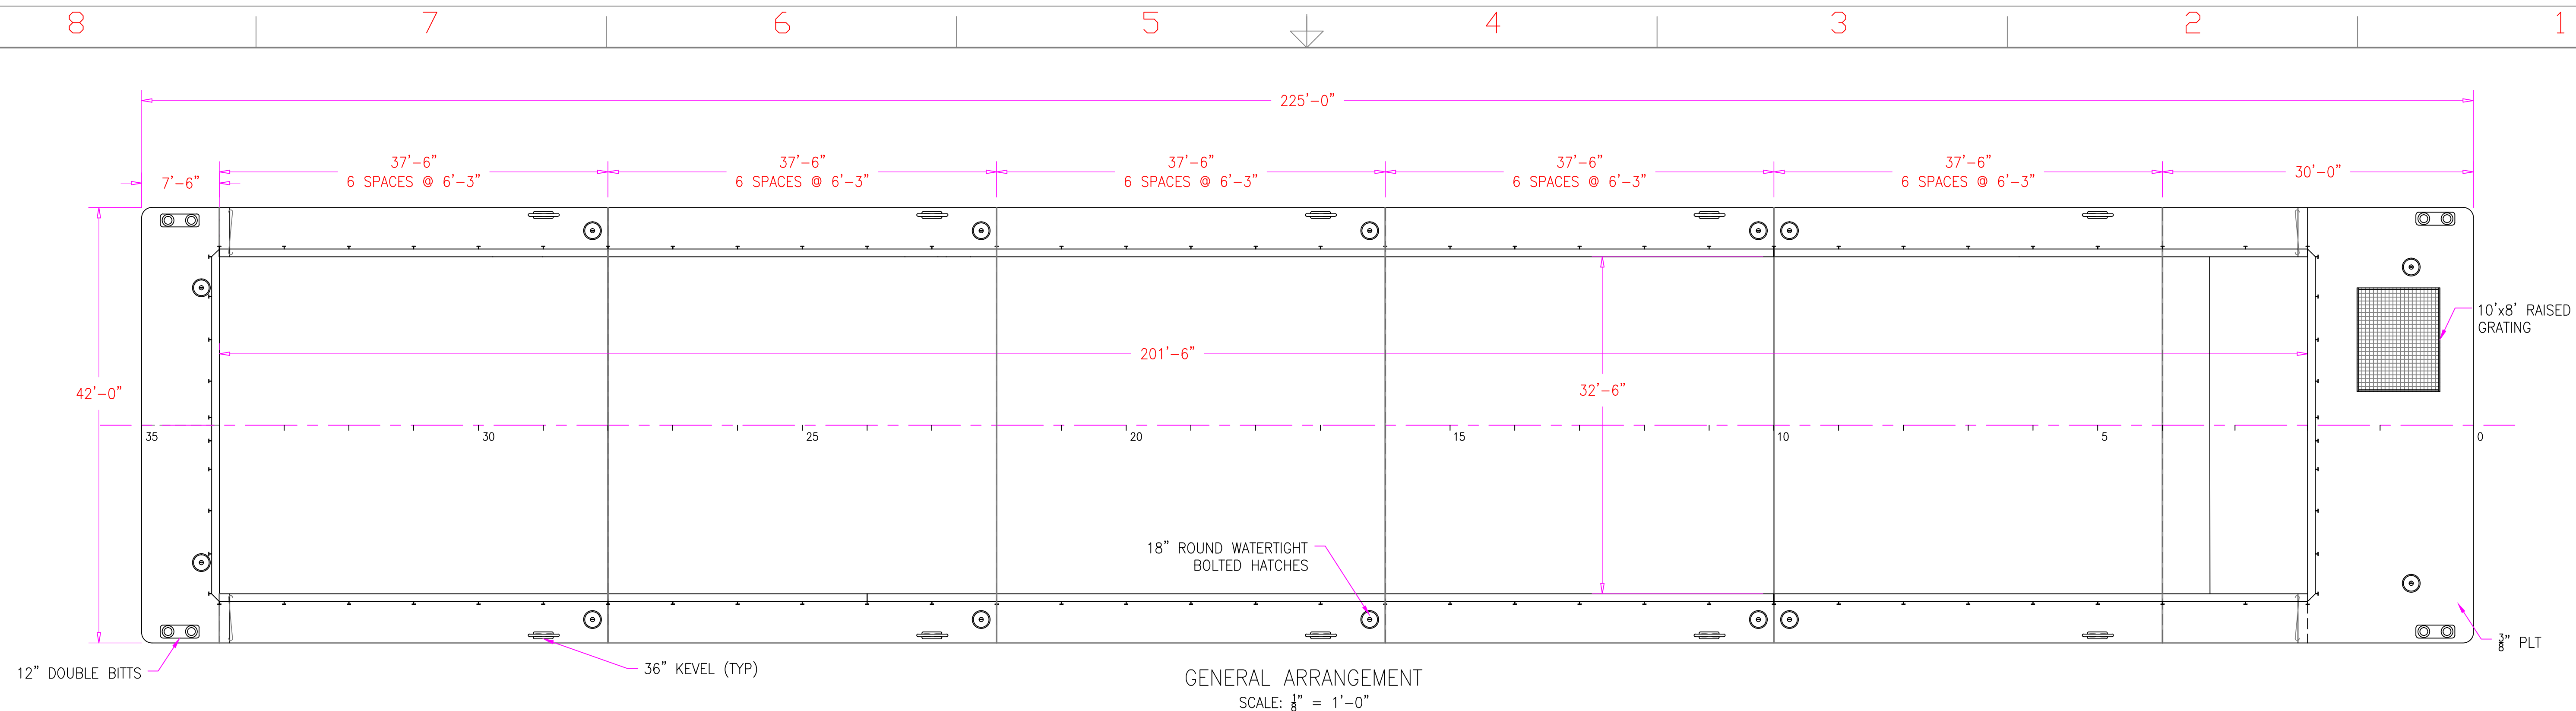 8 7 6 5 4 3 2 1
225'-0"
37'-6" 37'-6" 37'-6" 37'-6" 37'-6"
7'-6" 6 SPACES @ 6'-3" 6 SPACES @ 6'-3" 6 SPACES @ 6'-3" 6 SPACES @ 6'-3" 6 SPACES @ 6'-3" 30'-0"
10'x8' RAISED
GRATING
201'-6"
42'-0"
32'-6"
35 30 25 20 15 10 5 0
18" ROUND WATERTIGHT
BOLTED HATCHES
12" DOUBLE BITTS
36" KEVEL (TYP)
3/8" PLT
GENERAL ARRANGEMENT
SCALE: 1/8" = 1'-0"